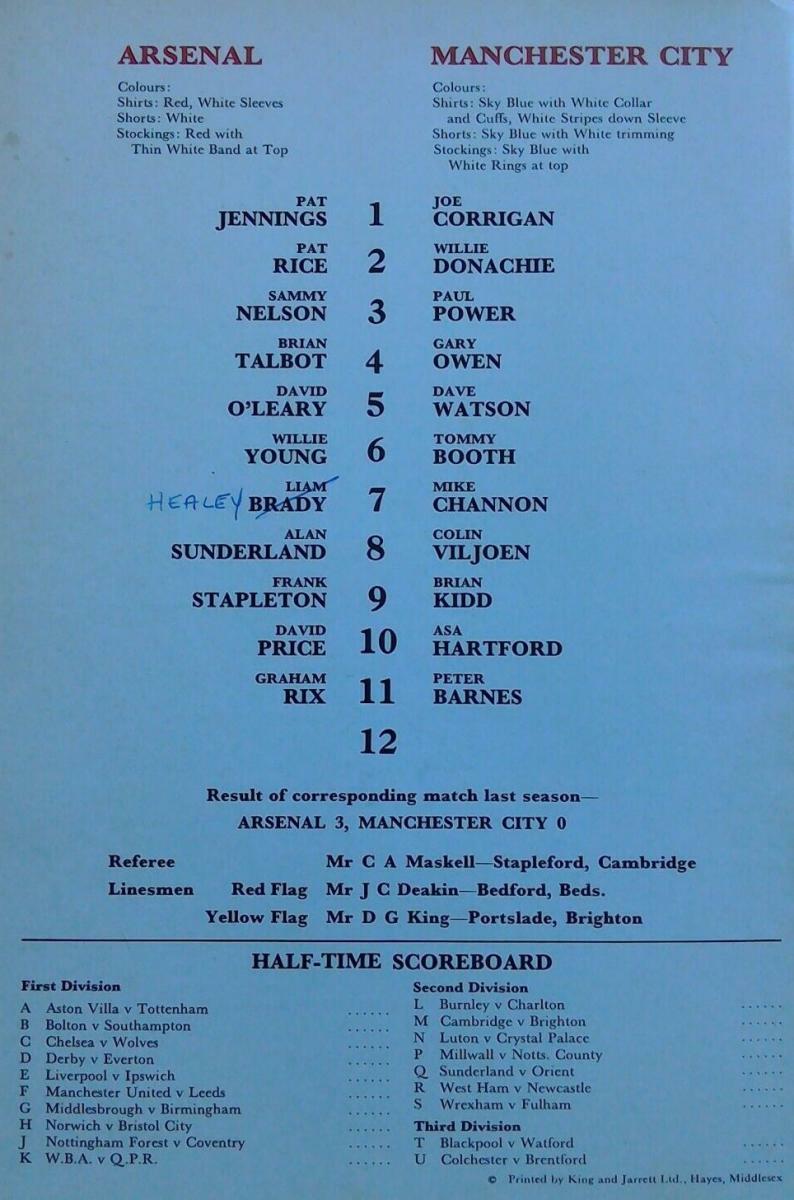 ARSENAL
Colours:
Shirts: Red, White Sleeves
Shorts: White
Stockings: Red with
Thin White Band at Top
MANCHESTER CITY
Colours:
Shirts: Sky Blue with White Collar
and Cuffs, White Stripes down Sleeve
Shorts: Sky Blue with White trimming
Stockings: Sky Blue with
White Rings at top
PAT JOE
JENNINGS 1 CORRIGAN
PAT WILLIE
RICE 2 DONACHIE
SAMMY PAUL
NELSON 3 POWER
BRIAN GARY
TALBOT 4 OWEN
DAVID DAVE
O'LEARY 5 WATSON
WILLIE TOMMY
YOUNG 6 BOOTH
LIAM MIKE
HEALEY BRADY 7 CHANNON
ALAN COLIN
SUNDERLAND 8 VILJOEN
FRANK BRIAN
STAPLETON 9 KIDD
DAVID ASA
PRICE 10 HARTFORD
GRAHAM PETER
RIX 11 BARNES
12
Result of corresponding match last season—
ARSENAL 3, MANCHESTER CITY 0
Referee Mr C A Maskell—Stapleford, Cambridge
Linesmen Red Flag Mr J C Deakin—Bedford, Beds.
Yellow Flag Mr D G King—Portslade, Brighton
HALF-TIME SCOREBOARD
First Division
A Aston Villa v Tottenham ......
B Bolton v Southampton ......
C Chelsea v Wolves ......
D Derby v Everton ......
E Liverpool v Ipswich ......
F Manchester United v Leeds ......
G Middlesbrough v Birmingham ......
H Norwich v Bristol City ......
J Nottingham Forest v Coventry ......
K W.B.A. v Q.P.R. ......
Second Division
L Burnley v Charlton ......
M Cambridge v Brighton ......
N Luton v Crystal Palace ......
P Millwall v Notts. County ......
Q Sunderland v Orient ......
R West Ham v Newcastle ......
S Wrexham v Fulham ......
Third Division
T Blackpool v Watford ......
U Colchester v Brentford ......
© Printed by King and Jarrett Ltd., Hayes, Middlesex